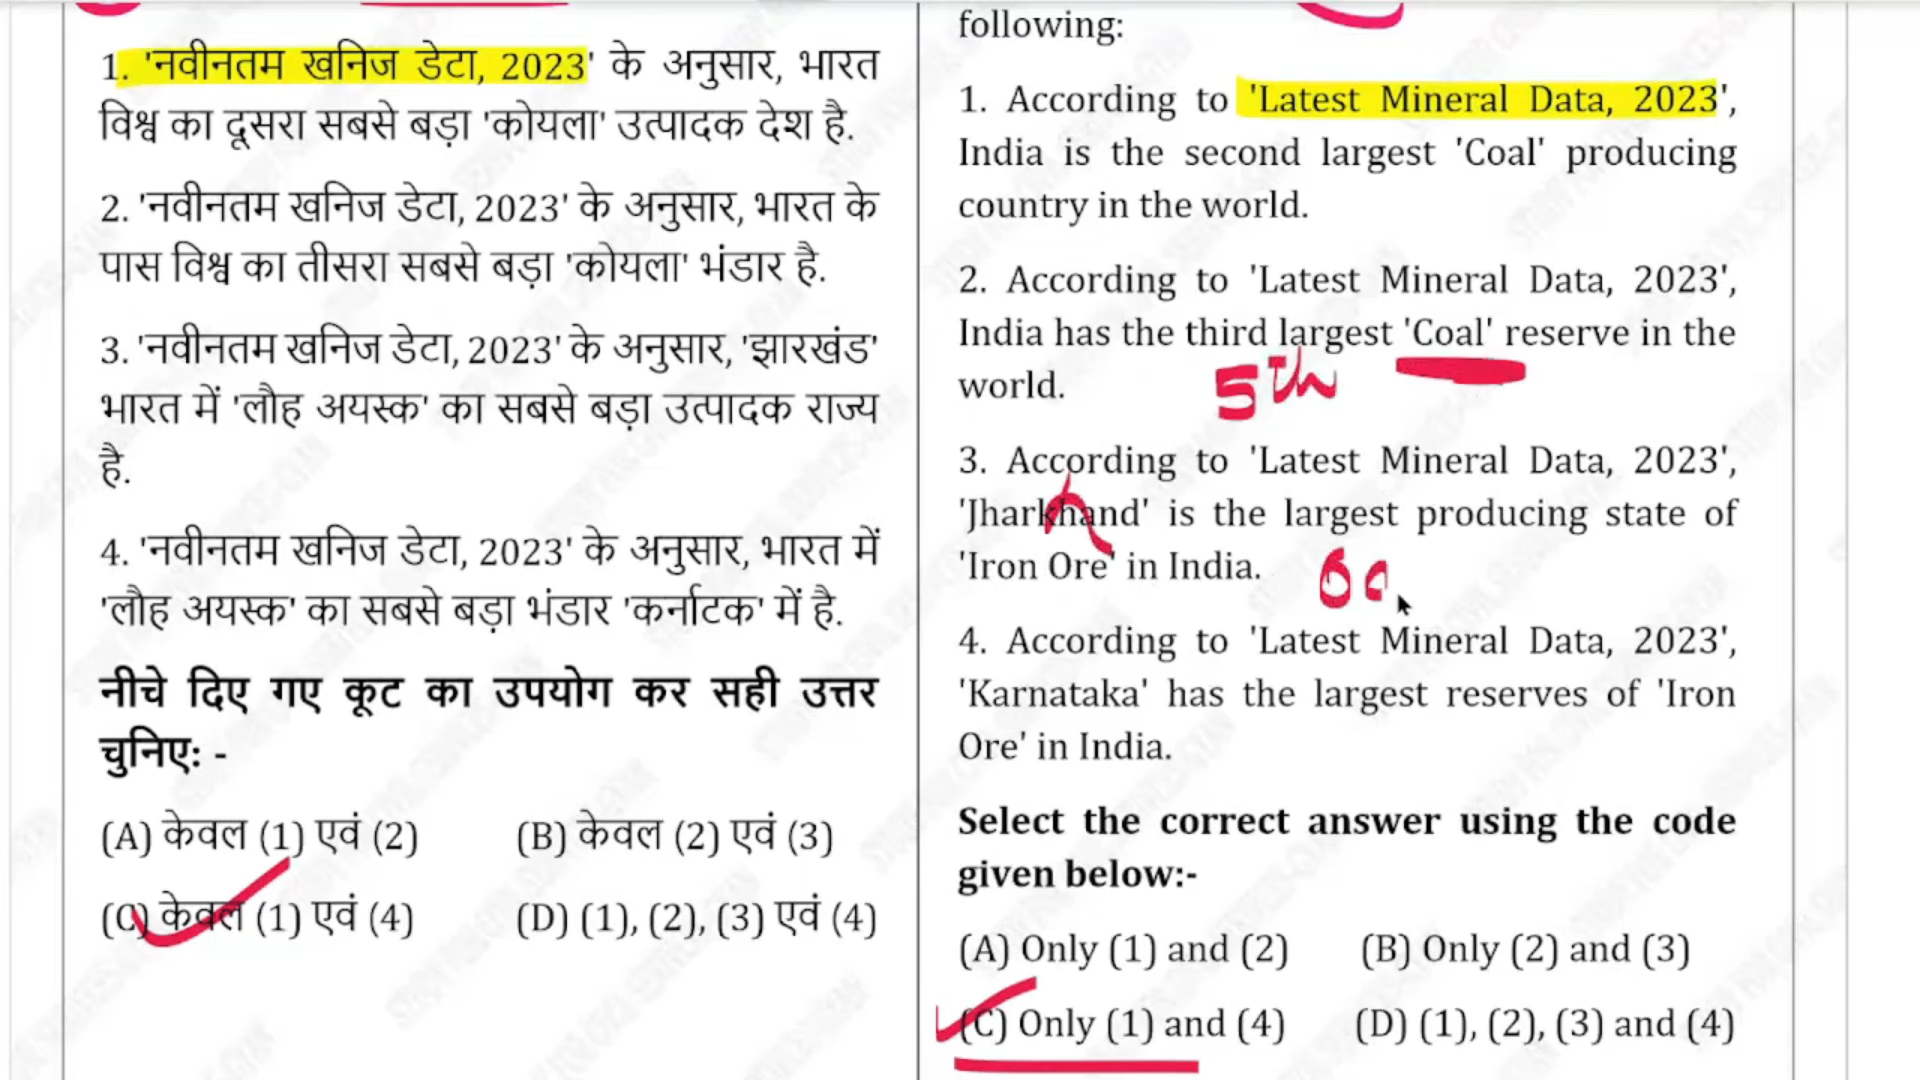 1. 'नवीनतम खनिज डेटा, 2023' के अनुसार, भारत
विश्व का दूसरा सबसे बड़ा 'कोयला' उत्पादक देश है.
2. 'नवीनतम खनिज डेटा, 2023' के अनुसार, भारत के
पास विश्व का तीसरा सबसे बड़ा 'कोयला' भंडार है.
3. 'नवीनतम खनिज डेटा, 2023' के अनुसार, 'झारखंड'
भारत में 'लौह अयस्क' का सबसे बड़ा उत्पादक राज्य
है.
4. 'नवीनतम खनिज डेटा, 2023' के अनुसार, भारत में
'लौह अयस्क' का सबसे बड़ा भंडार 'कर्नाटक' में है.
नीचे दिए गए कूट का उपयोग कर सही उत्तर
चुनिए: -
(A) केवल (1) एवं (2) (B) केवल (2) एवं (3)
(C) केवल (1) एवं (4) (D) (1), (2), (3) एवं (4)
following:
1. According to 'Latest Mineral Data, 2023',
India is the second largest 'Coal' producing
country in the world.
2. According to 'Latest Mineral Data, 2023',
India has the third largest 'Coal' reserve in the
world.
5th
3. According to 'Latest Mineral Data, 2023',
'Jharkhand' is the largest producing state of
'Iron Ore' in India.
4. According to 'Latest Mineral Data, 2023',
'Karnataka' has the largest reserves of 'Iron
Ore' in India.
Select the correct answer using the code
given below:-
(A) Only (1) and (2) (B) Only (2) and (3)
(C) Only (1) and (4) (D) (1), (2), (3) and (4)